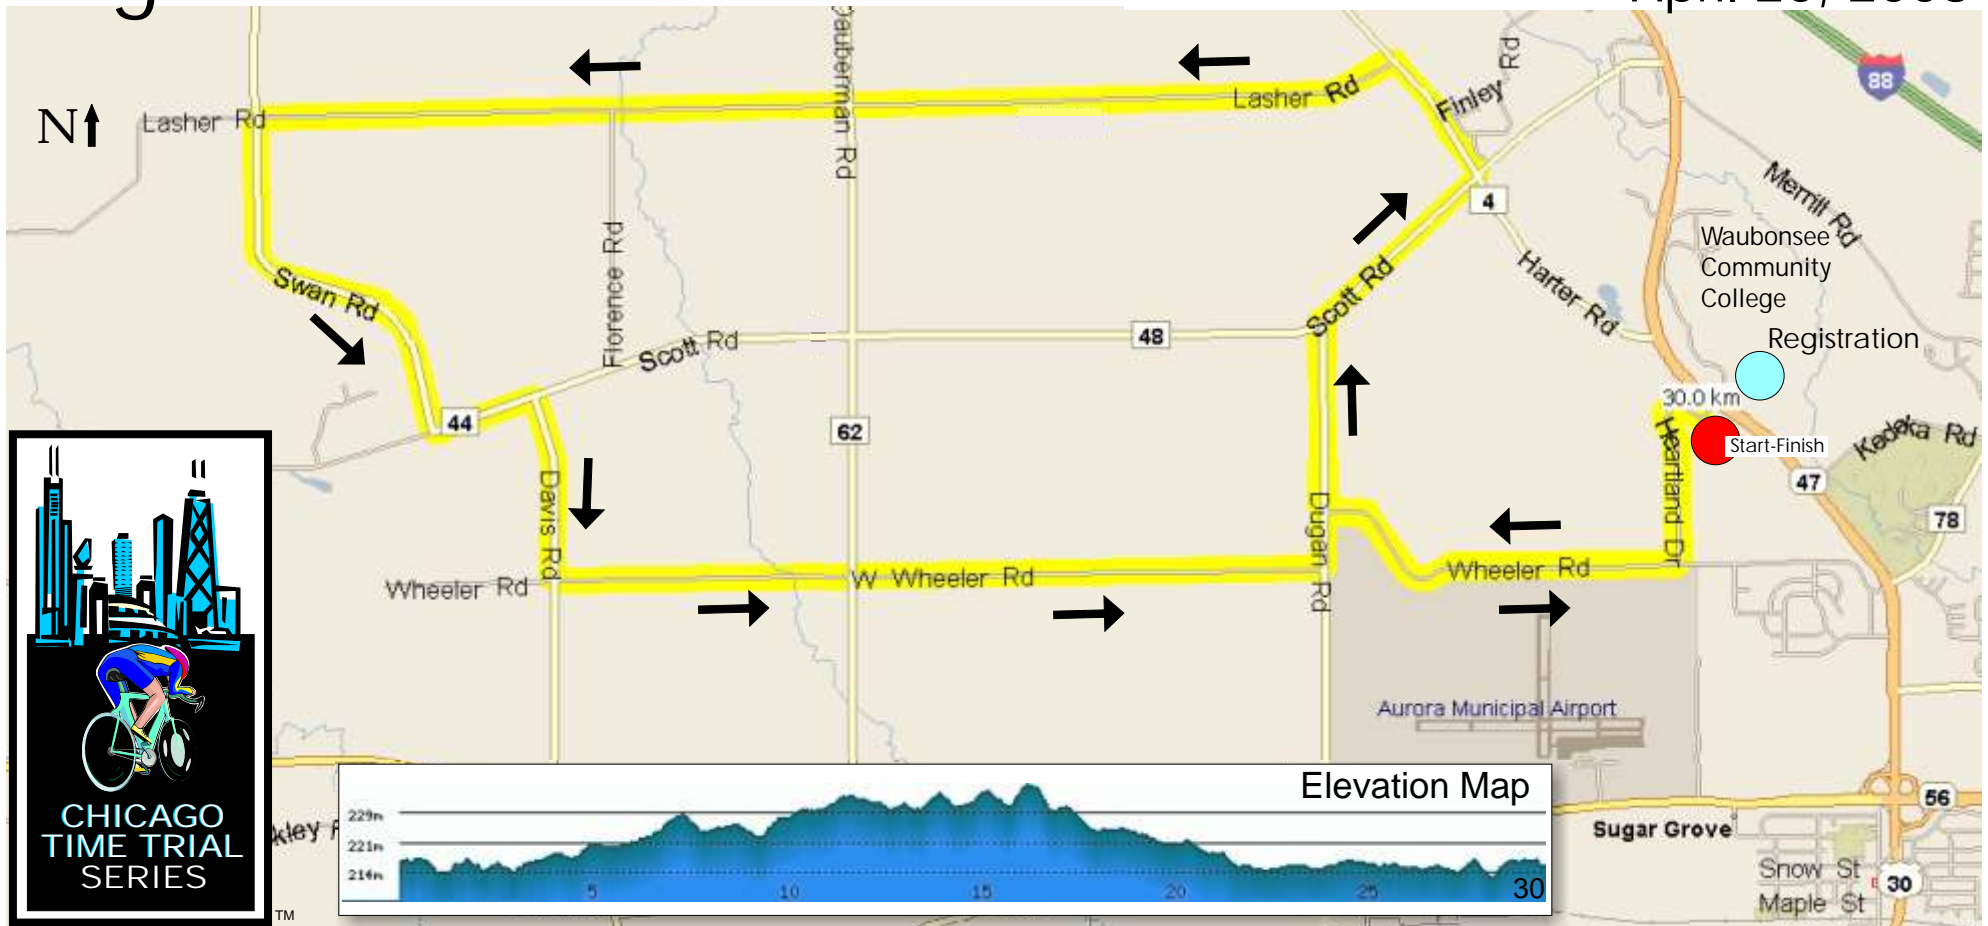 Lasher Rd
N
Dauberman Rd
Lasher Rd
Finley Rd
88
4
Merrill Rd
Waubonsee
Community
College
Registration
Harter Rd
Swan Rd
Florence Rd
Scott Rd
48
Scott Rd
30.0 km
Start-Finish
Heartland Dr
Kedeka Rd
44
62
47
78
Davis Rd
Dugan Rd
Wheeler Rd
W Wheeler Rd
Wheeler Rd
Aurora Municipal Airport
CHICAGO
TIME TRIAL
SERIES
TM
Elevation Map
229m
221m
214m
5
10
15
20
25
30
56
Sugar Grove
Snow St
30
Maple St